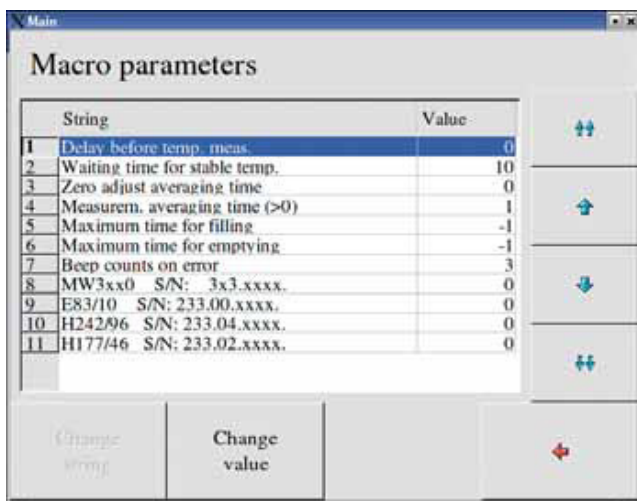 Main
Macro parameters
String Value
1 Delay before temp. meas. 0
2 Waiting time for stable temp. 10
3 Zero adjust averaging time 0
4 Measurem. averaging time (>0) 1
5 Maximum time for filling -1
6 Maximum time for emptying -1
7 Beep counts on error 3
8 MW3xx0 S/N: 3x3.xxxx. 0
9 E83/10 S/N: 233.00.xxxx. 0
10 H242/96 S/N: 233.04.xxxx. 0
11 H177/46 S/N: 233.02.xxxx. 0
Change Change
string value